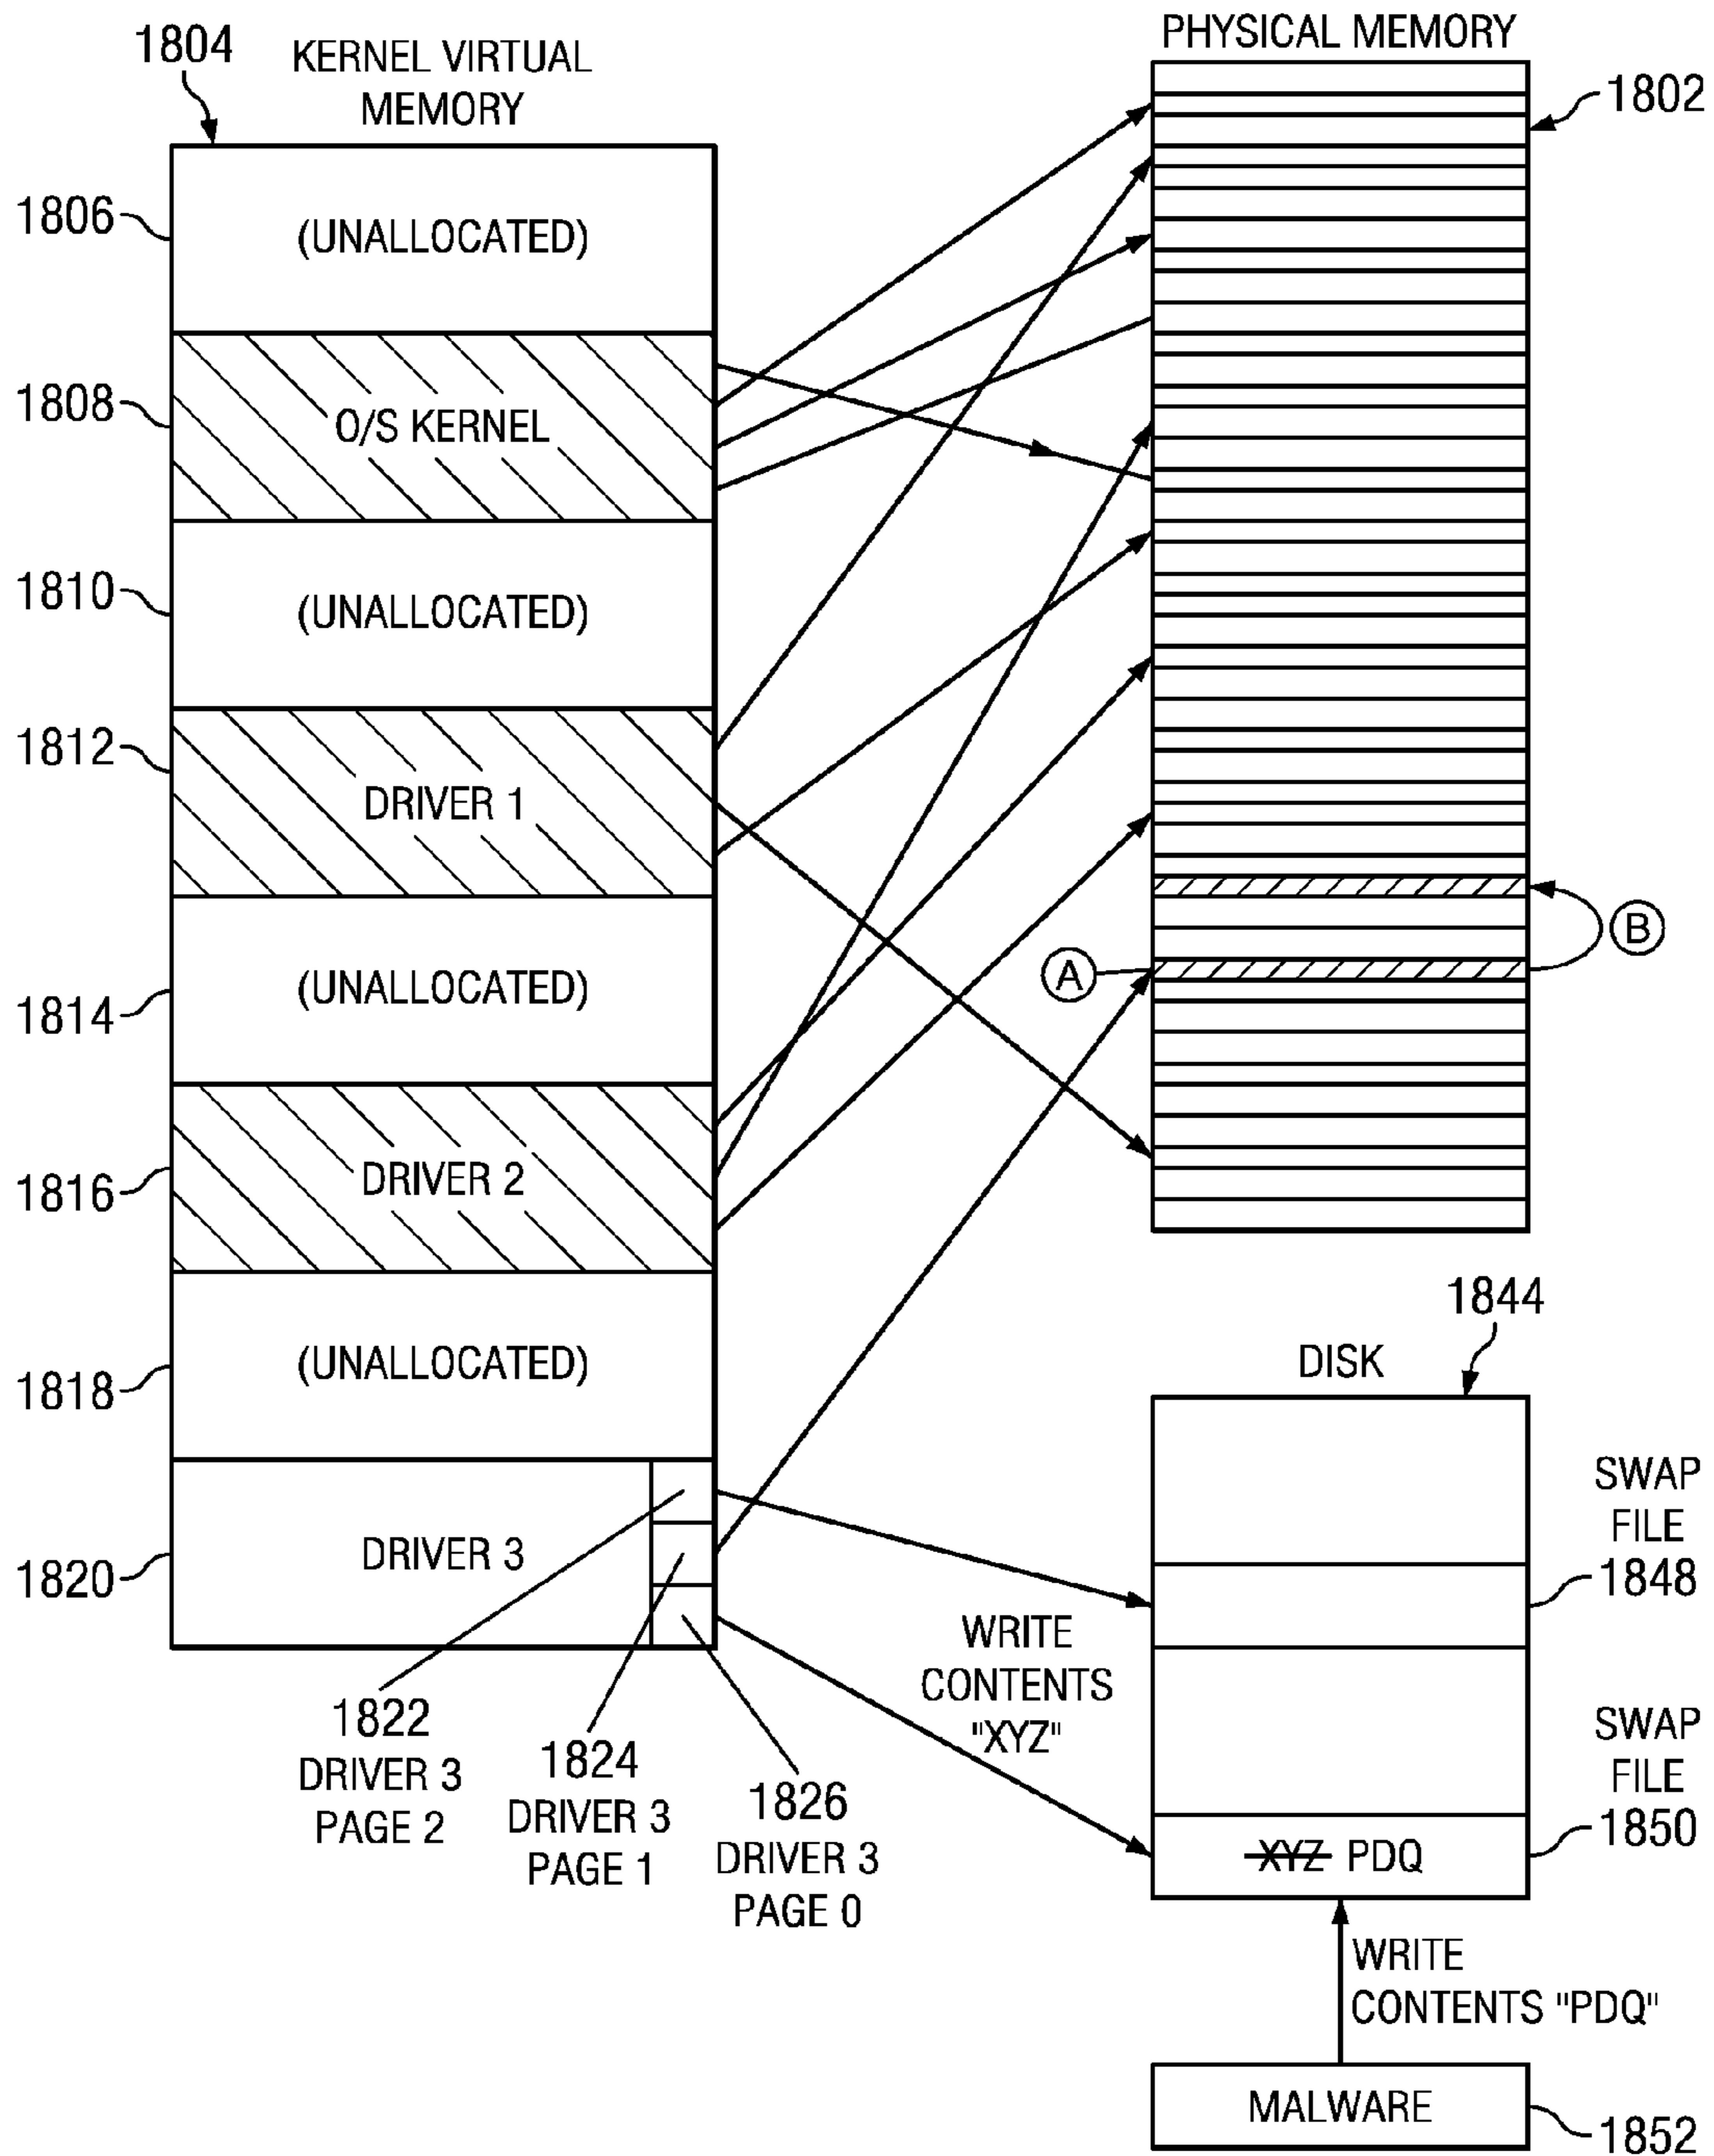 1804
KERNEL VIRTUAL
MEMORY
PHYSICAL MEMORY
1802
1806
(UNALLOCATED)
1808
O/S KERNEL
1810
(UNALLOCATED)
1812
DRIVER 1
1814
(UNALLOCATED)
A
B
1816
DRIVER 2
1818
(UNALLOCATED)
1820
DRIVER 3
1822
DRIVER 3
PAGE 2
1824
DRIVER 3
PAGE 1
1826
DRIVER 3
PAGE 0
1844
DISK
SWAP
FILE
1848
WRITE
CONTENTS
"XYZ"
SWAP
FILE
1850
XYZ PDQ
WRITE
CONTENTS "PDQ"
MALWARE
1852